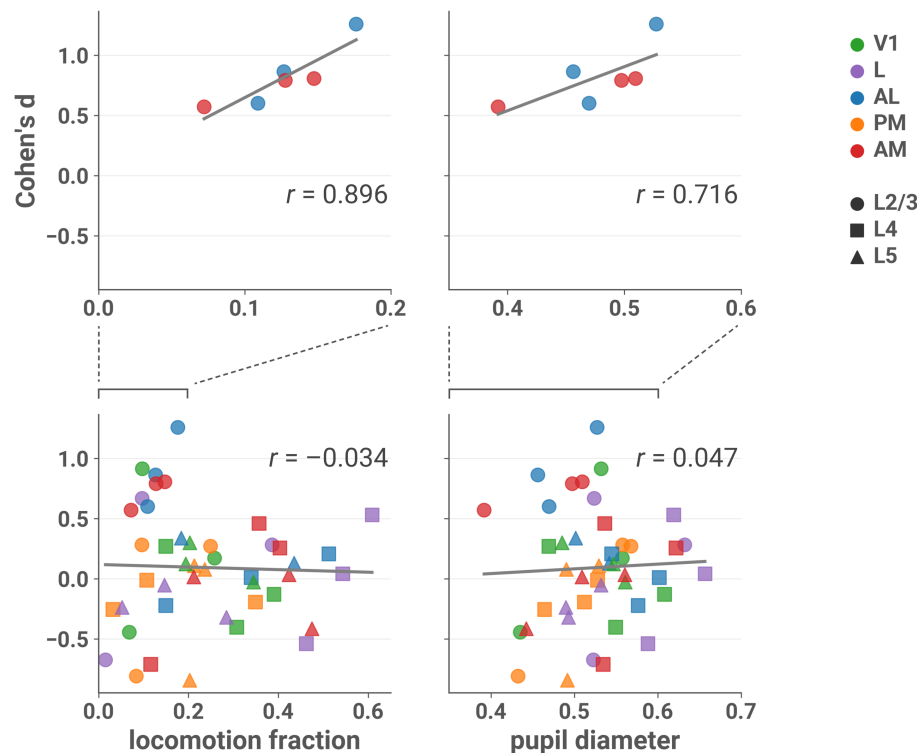 Cohen's d
1.0
0.5
0.0
−0.5
r = 0.896
0.0 0.1 0.2
r = 0.716
0.4 0.5 0.6
V1
L
AL
PM
AM
L2/3
L4
L5
1.0
0.5
0.0
−0.5
r = −0.034
0.0 0.2 0.4 0.6
locomotion fraction
r = 0.047
0.4 0.5 0.6 0.7
pupil diameter